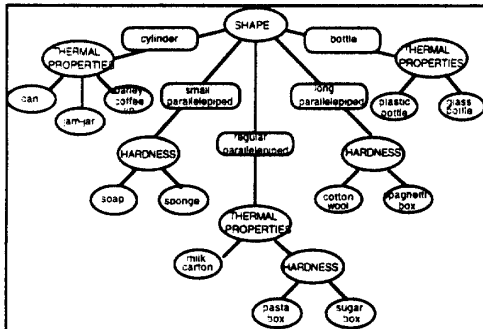 SHAPE
cylinder
bottle
THERMAL
PROPERTIES
THERMAL
PROPERTIES
can
barley
coffee
jam-jar
small
parallelepiped
long
parallelepiped
plastic
bottle
glass
bottle
regular
parallelepiped
HARDNESS
HARDNESS
soap
sponge
cotton
wool
spaghetti
box
THERMAL
PROPERTIES
milk
carton
HARDNESS
pasta
box
sugar
box